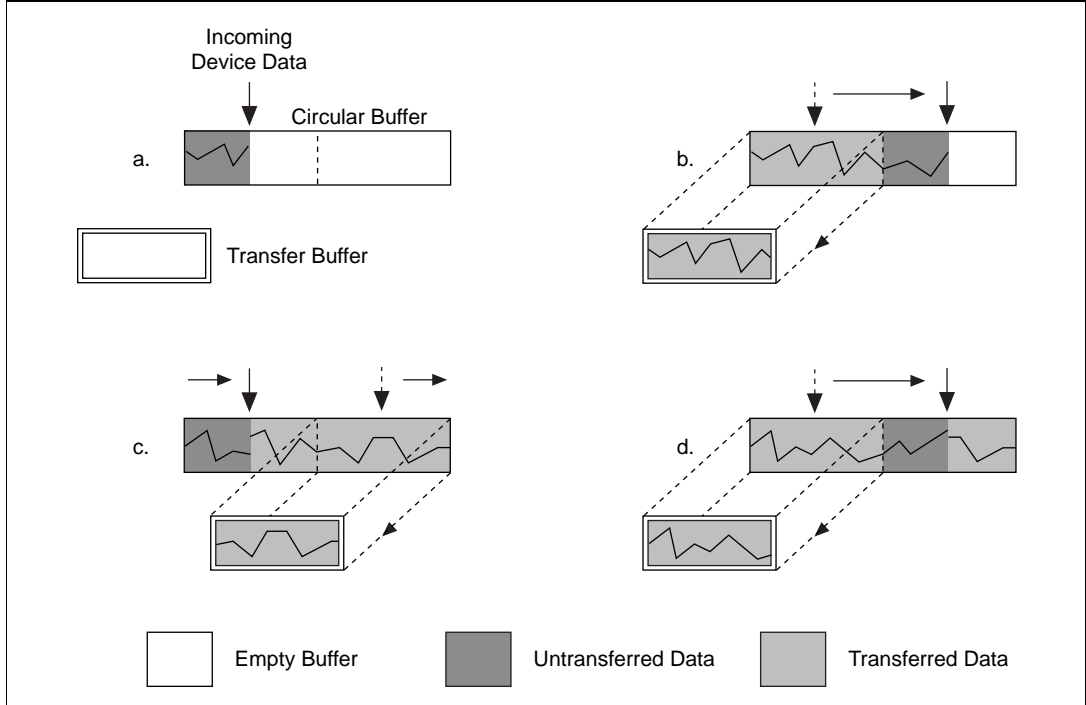 Incoming
Device Data
Circular Buffer
a.
b.
Transfer Buffer
c.
d.
Empty Buffer
Untransferred Data
Transferred Data